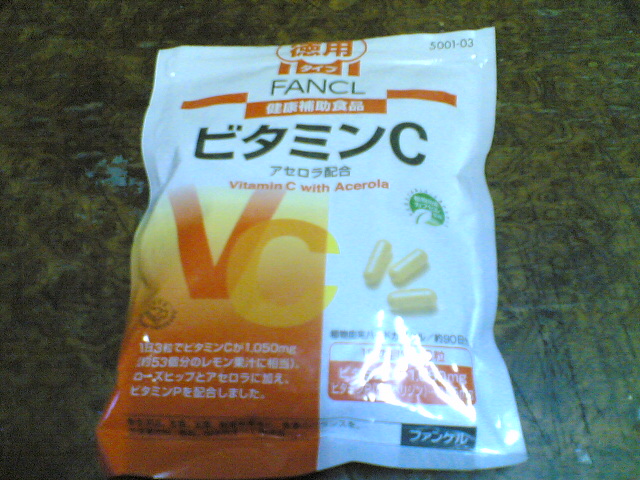 5001-03
徳用
タイプ
FANCL
健康補助食品
ビタミンC
アセロラ配合
Vitamin C with Acerola
VC
1日3粒でビタミンCが1,050mg
(約53個分のレモン果汁に相当)。
ローズヒップとアセロラに加え、
ビタミンPを配合しました。
ファンケル